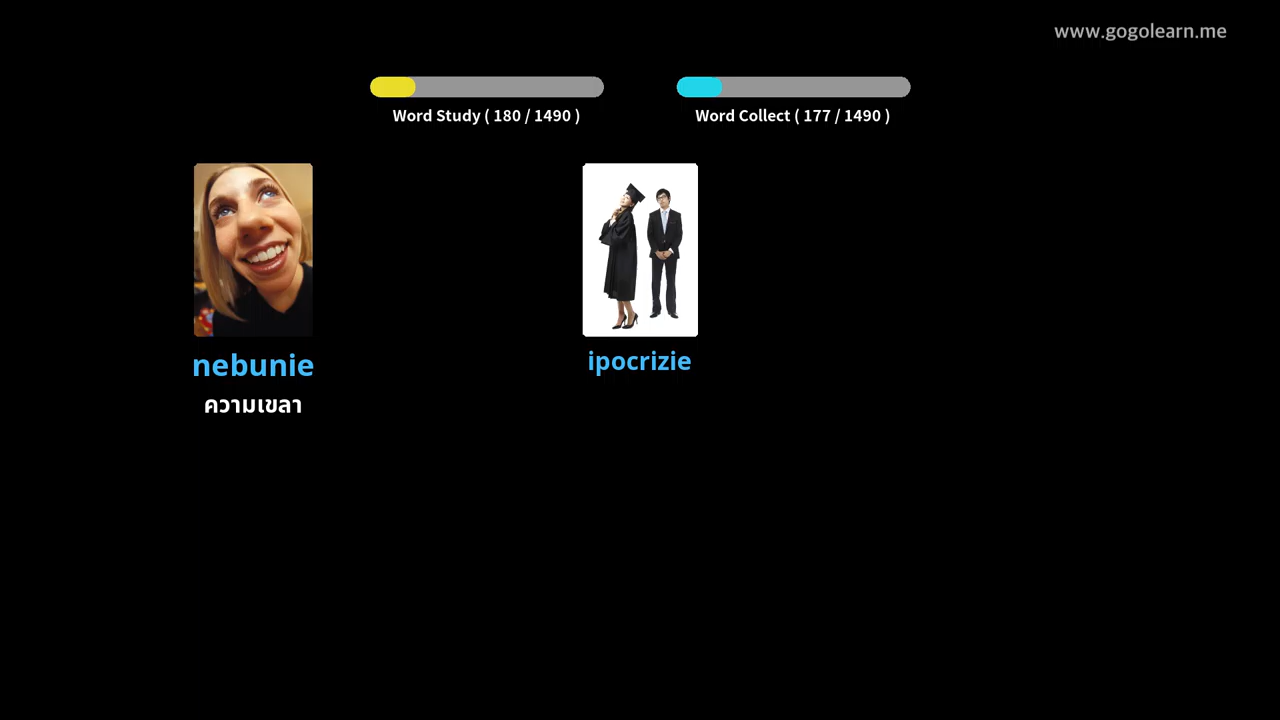 www.gogolearn.me
Word Study ( 180 / 1490 )
Word Collect ( 177 / 1490 )
nebunie
ipocrizie
ความเขลา